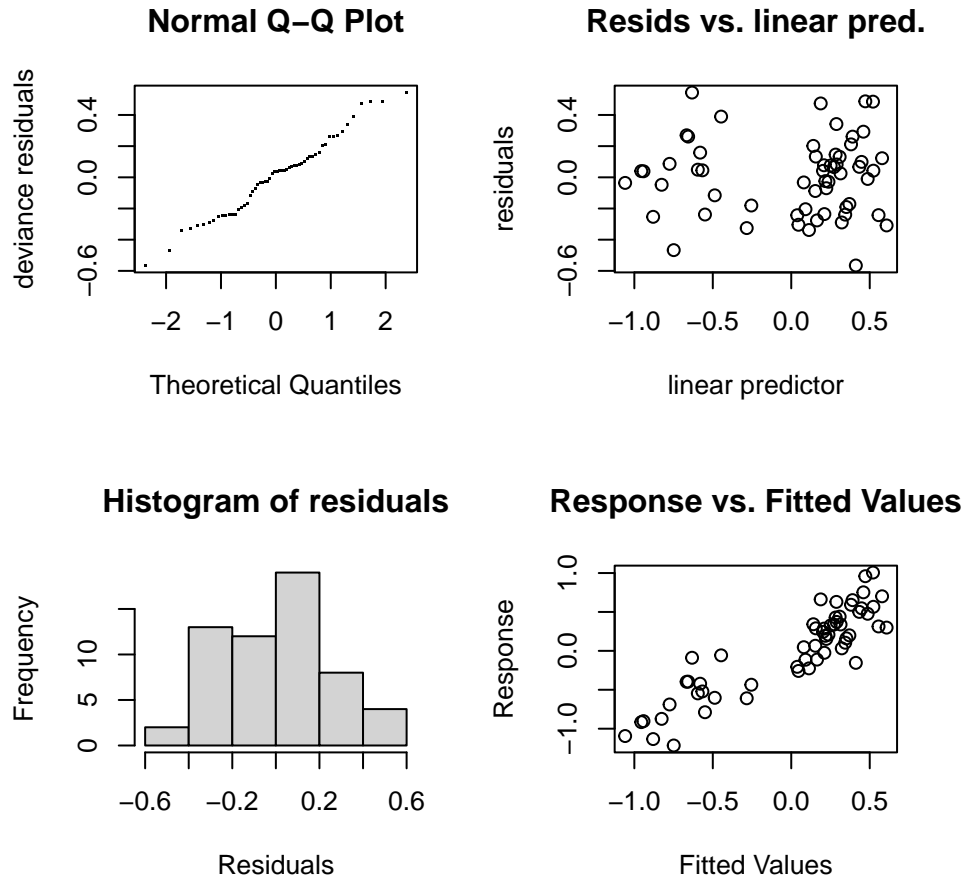 Normal Q−Q Plot
deviance residuals
−0.6
0.0
0.4
−2
−1
0
1
2
Theoretical Quantiles
Resids vs. linear pred.
residuals
−0.6
0.0
0.4
−1.0
−0.5
0.0
0.5
linear predictor
Histogram of residuals
Frequency
0
5
10
−0.6
−0.2
0.2
0.6
Residuals
Response vs. Fitted Values
Response
−1.0
0.0
1.0
−1.0
−0.5
0.0
0.5
Fitted Values